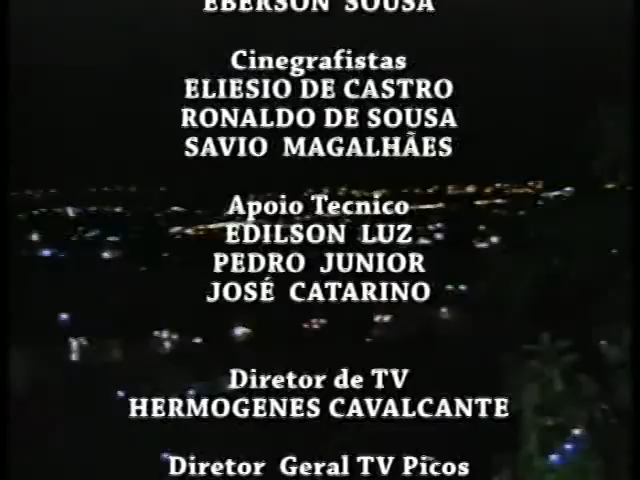 EBERSON SOUSA
Cinegrafistas
ELIESIO DE CASTRO
RONALDO DE SOUSA
SAVIO MAGALHÃES
Apoio Tecnico
EDILSON LUZ
PEDRO JUNIOR
JOSÉ CATARINO
Diretor de TV
HERMOGENES CAVALCANTE
Diretor Geral TV Picos